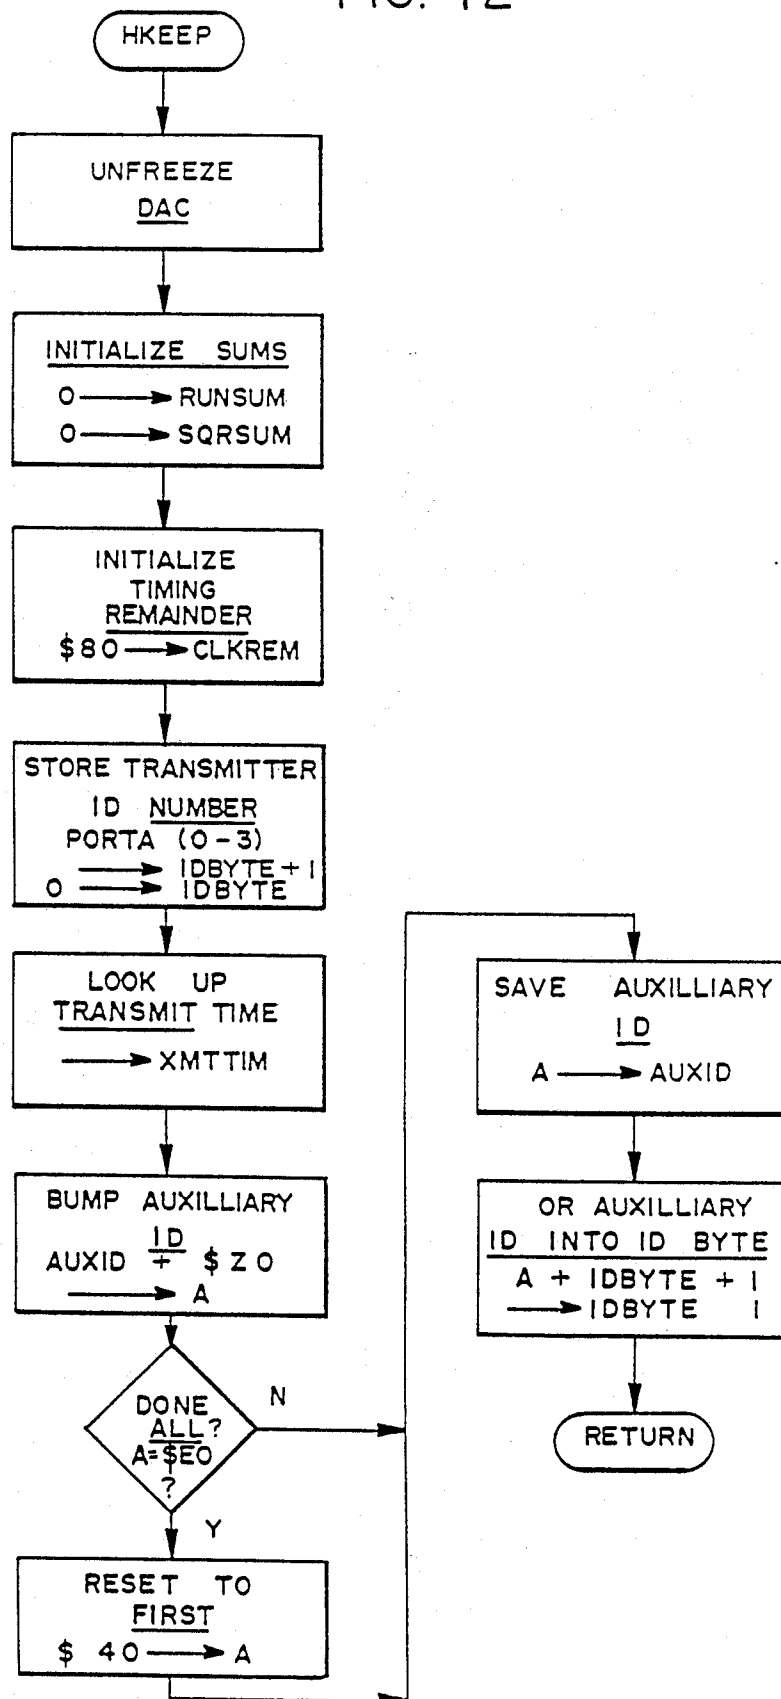 HKEEP
UNFREEZE
DAC
INITIALIZE SUMS
0 → RUNSUM
0 → SQRSUM
INITIALIZE
TIMING
REMAINDER
$80 → CLKREM
STORE TRANSMITTER
ID NUMBER
PORTA (0-3)
→ IDBYTE + 1
0 → IDBYTE
LOOK UP
TRANSMIT TIME
→ XMTTIM
BUMP AUXILLIARY
ID
AUXID + $ Z0
→ A
DONE
ALL?
A=$E0
?
N
Y
RESET TO
FIRST
$ 40 → A
SAVE AUXILLIARY
ID
A → AUXID
OR AUXILLIARY
ID INTO ID BYTE
A + IDBYTE + 1
→ IDBYTE 1
RETURN